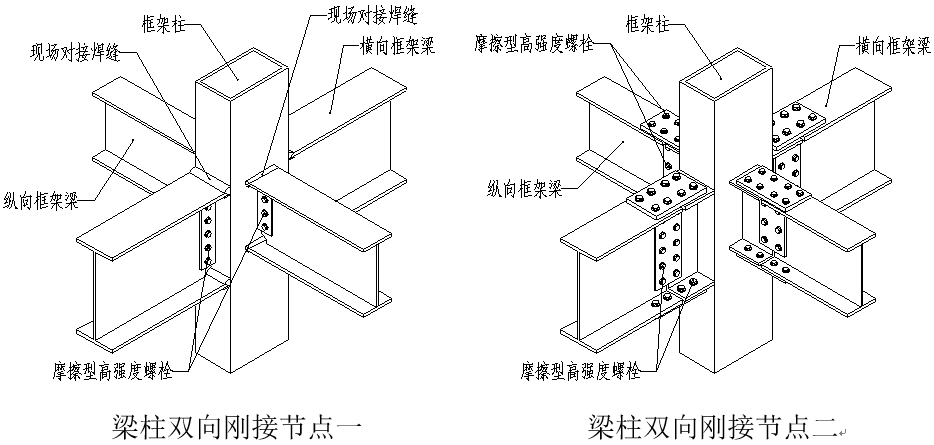 现场对接焊缝
框架柱
横向框架梁
现场对接焊缝
纵向框架梁
摩擦型高强度螺栓
梁柱双向刚接节点一
框架柱
摩擦型高强度螺栓
横向框架梁
纵向框架梁
摩擦型高强度螺栓
梁柱双向刚接节点二